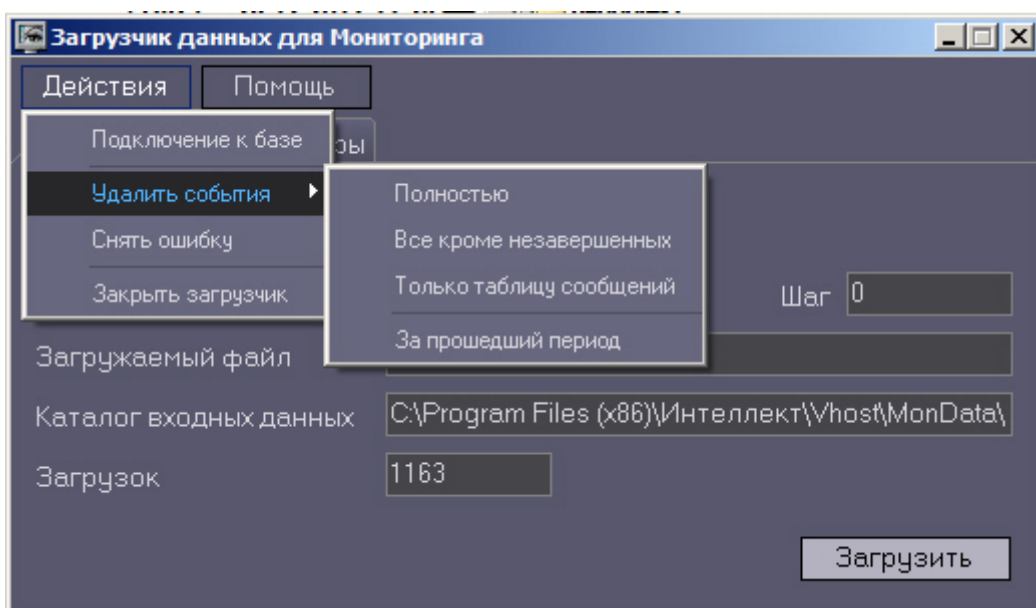 Загрузчик данных для Мониторинга
Действия Помощь
Подключение к базе
ры
Удалить события
Полностью
Снять ошибку
Все кроме незавершенных
Только таблицу сообщений
Закрыть загрузчик
Шаг 0
За прошедший период
Загружаемый файл
Каталог входных данных C:\Program Files (x86)\Интеллект\Vhost\MonData\
Загрузок 1163
Загрузить